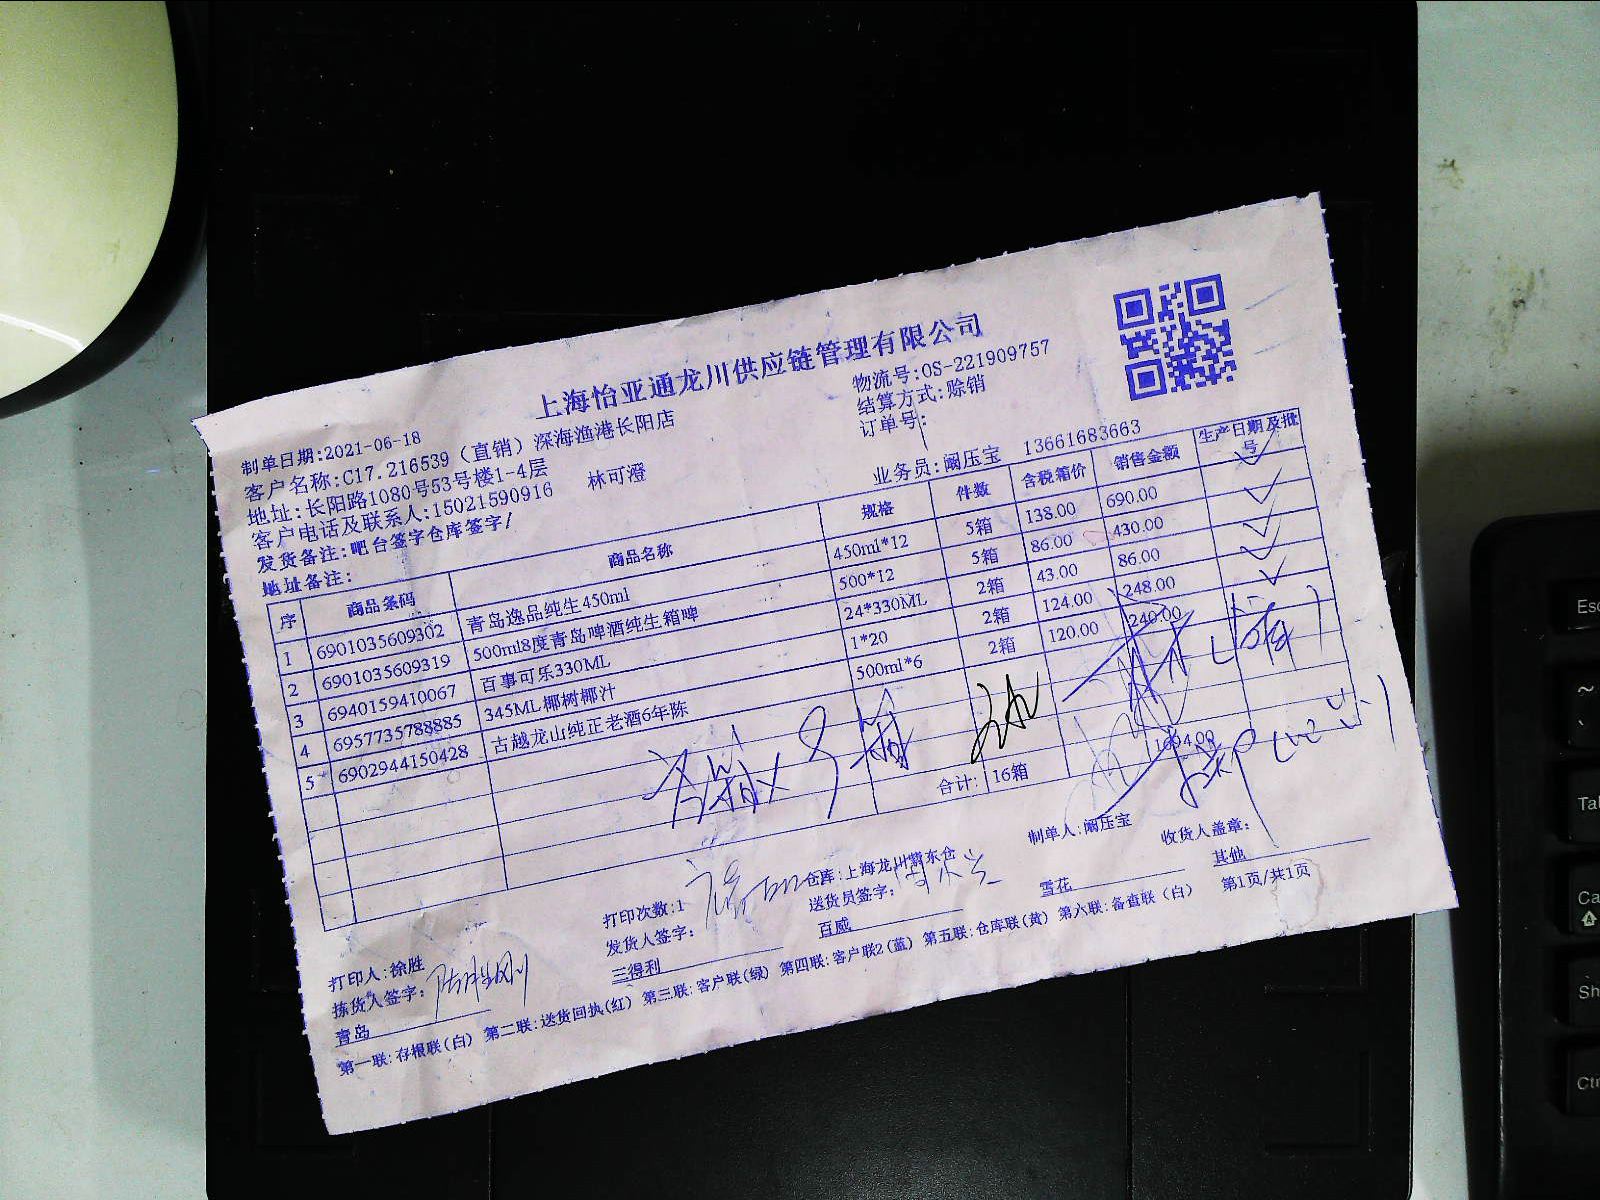 上海怡亚通龙川供应链管理有限公司
制单日期:2021-06-18
物流号:OS-221909757
客户名称:C17.216539（直销）深海渔港长阳店
结算方式:赊销
地址:长阳路1080号53号楼1-4层
订单号:
客户电话及联系人:15021590916 林可澄
业务员:阚压宝 13661683663
发货备注:吧台签字仓库签字/
地址备注:
序 商品条码 商品名称 规格 件数 含税箱价 销售金额 生产日期及批号
1 6901035609302 青岛逸品纯生450ml 450ml*12 5箱 138.00 690.00
2 6901035609319 500ml8度青岛啤酒纯生箱啤 500*12 5箱 86.00 430.00
3 6940159410067 百事可乐330ML 24*330ML 2箱 43.00 86.00
4 6957735788885 345ML椰树椰汁 1*20 2箱 124.00 248.00
5 6902944150428 古越龙山纯正老酒6年陈 500ml*6 2箱 120.00 240.00
合计: 16箱 1694.00
打印人:徐胜 打印次数:1 仓库:上海龙川 东仓 制单人:阚压宝 收货人盖章:
拣货人签字: 发货人签字: 送货员签字:
青岛 三得利 百威 雪花 其他
第一联:存根联(白) 第二联:送货回执(红) 第三联:客户联(绿) 第四联:客户联2(蓝) 第五联:仓库联(黄) 第六联:备查联(白) 第1页/共1页
Esc
~
Ctr